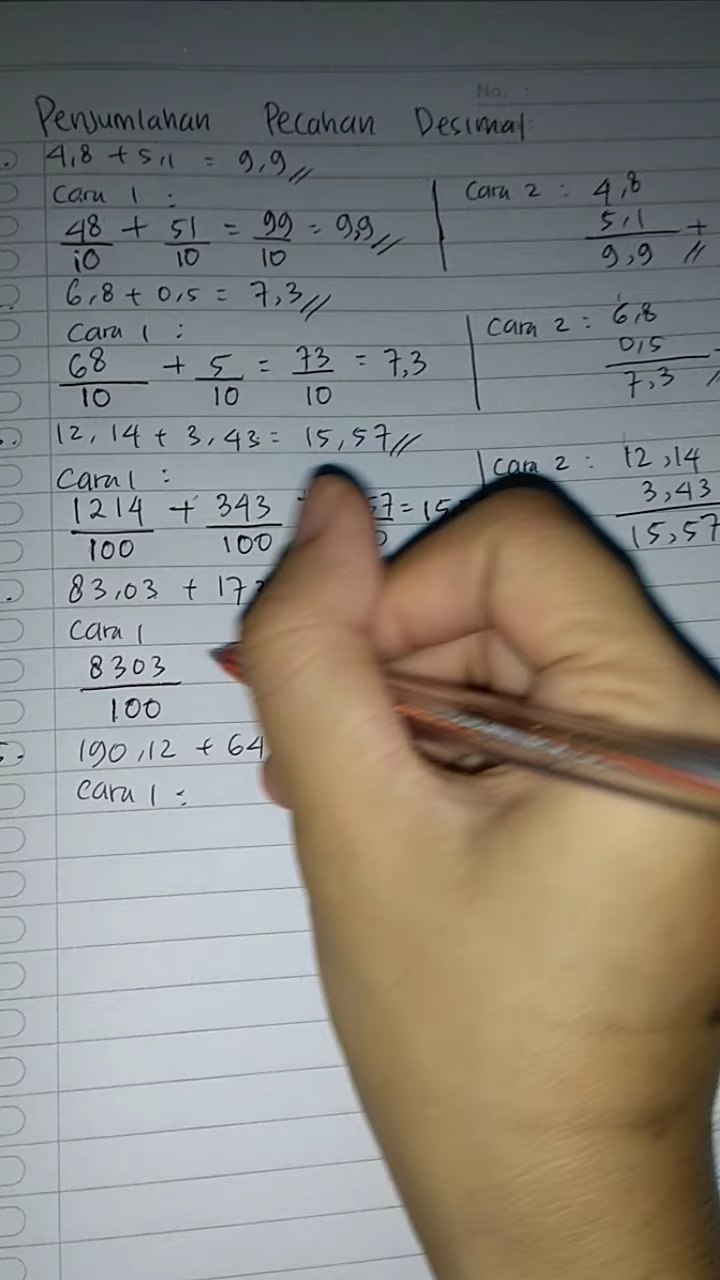 No. :
Penjumlahan Pecahan Desimal
4,8 + 5,1 = 9,9 //
Cara 1 :
48/10 + 51/10 = 99/10 = 9,9 //
Cara 2 : 4,8
5,1 +
9,9 //
6,8 + 0,5 = 7,3 //
Cara 1 :
68/10 + 5/10 = 73/10 = 7,3
Cara 2 : 6,8
0,5
7,3
12,14 + 3,43 = 15,57 //
Cara 1 :
1214/100 + 343/100
Cara 2 : 12,14
3,43
15,57
83,03 + 17
Cara 1
8303/100
190,12 + 64
Cara 1 :